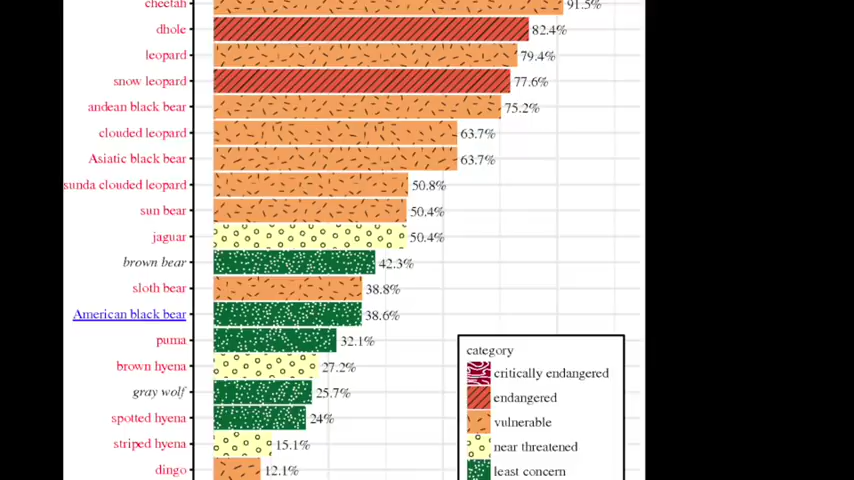 cheetah 91.5%
dhole 82.4%
leopard 79.4%
snow leopard 77.6%
andean black bear 75.2%
clouded leopard 63.7%
Asiatic black bear 63.7%
sunda clouded leopard 50.8%
sun bear 50.4%
jaguar 50.4%
brown bear 42.3%
sloth bear 38.8%
American black bear 38.6%
puma 32.1%
brown hyena 27.2%
gray wolf 25.7%
spotted hyena 24%
striped hyena 15.1%
dingo 12.1%
category
critically endangered
endangered
vulnerable
near threatened
least concern